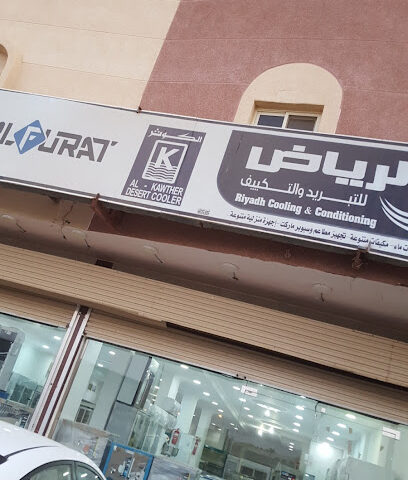 AL FURAT
الكوثر
K
AL - KAWTHER
DESERT COOLER
الرياض
للتبريد والتكييف
Riyadh Cooling & Conditioning
مكيفات متنوعة - تجهيز مطاعم وسوبر ماركت - أجهزة منزلية متنوعة